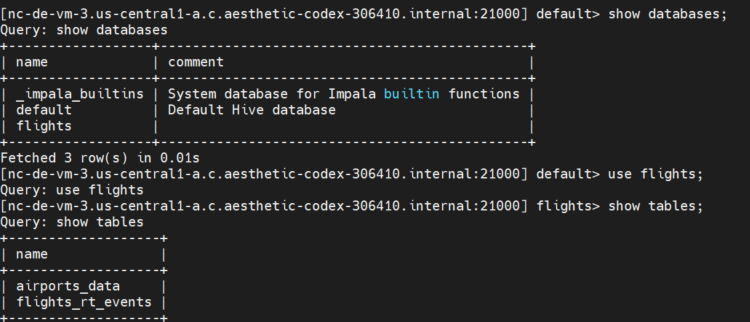 [nc-de-vm-3.us-central1-a.c.aesthetic-codex-306410.internal:21000] default> show databases;
Query: show databases
+------------------+----------------------------------------------+
| name             | comment                                      |
+------------------+----------------------------------------------+
| _impala_builtins | System database for Impala builtin functions |
| default          | Default Hive database                        |
| flights          |                                              |
+------------------+----------------------------------------------+
Fetched 3 row(s) in 0.01s
[nc-de-vm-3.us-central1-a.c.aesthetic-codex-306410.internal:21000] default> use flights;
Query: use flights
[nc-de-vm-3.us-central1-a.c.aesthetic-codex-306410.internal:21000] flights> show tables;
Query: show tables
+-------------------+
| name              |
+-------------------+
| airports_data     |
| flights_rt_events |
+-------------------+